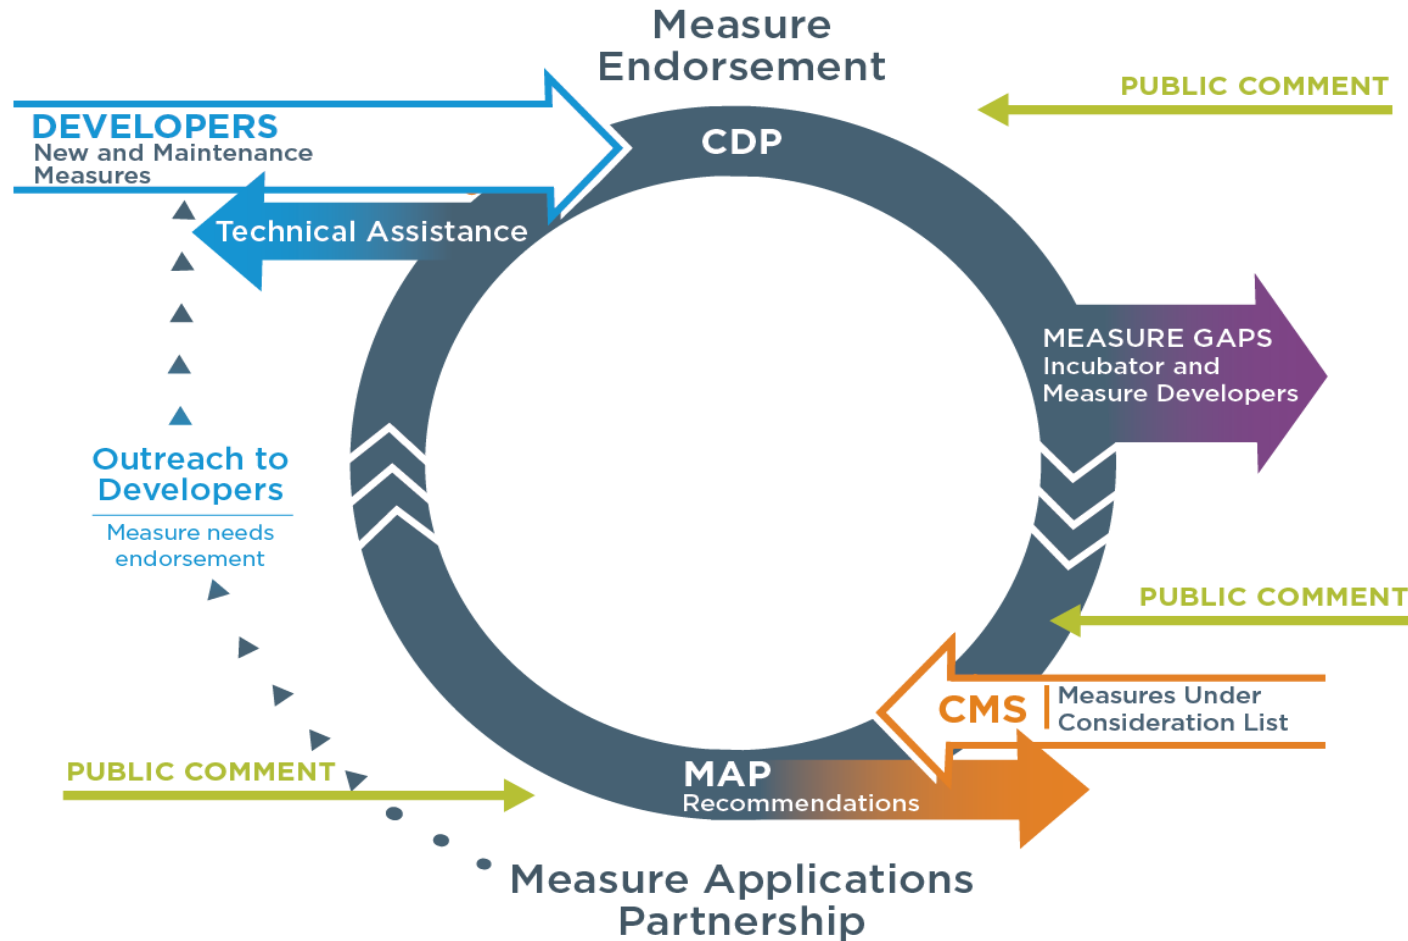 Measure
Endorsement
PUBLIC COMMENT
DEVELOPERS
New and Maintenance
Measures
CDP
Technical Assistance
MEASURE GAPS
Incubator and
Measure Developers
Outreach to
Developers
Measure needs
endorsement
PUBLIC COMMENT
CMS
Measures Under
Consideration List
PUBLIC COMMENT
MAP
Recommendations
Measure Applications
Partnership